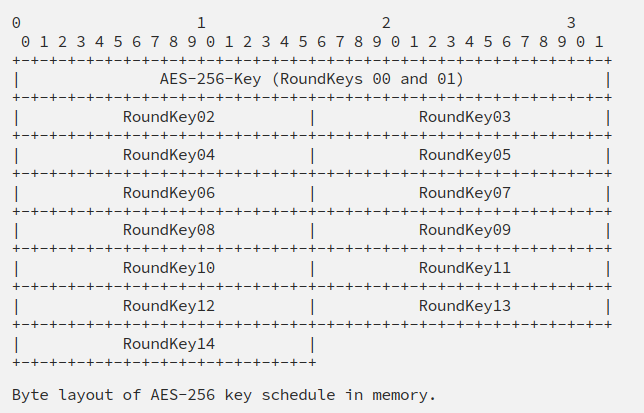 0                   1                   2                   3
 0 1 2 3 4 5 6 7 8 9 0 1 2 3 4 5 6 7 8 9 0 1 2 3 4 5 6 7 8 9 0 1
+-+-+-+-+-+-+-+-+-+-+-+-+-+-+-+-+-+-+-+-+-+-+-+-+-+-+-+-+-+-+-+-+
|               AES-256-Key (RoundKeys 00 and 01)               |
+-+-+-+-+-+-+-+-+-+-+-+-+-+-+-+-+-+-+-+-+-+-+-+-+-+-+-+-+-+-+-+-+
|           RoundKey02          |           RoundKey03          |
+-+-+-+-+-+-+-+-+-+-+-+-+-+-+-+-+-+-+-+-+-+-+-+-+-+-+-+-+-+-+-+-+
|           RoundKey04          |           RoundKey05          |
+-+-+-+-+-+-+-+-+-+-+-+-+-+-+-+-+-+-+-+-+-+-+-+-+-+-+-+-+-+-+-+-+
|           RoundKey06          |           RoundKey07          |
+-+-+-+-+-+-+-+-+-+-+-+-+-+-+-+-+-+-+-+-+-+-+-+-+-+-+-+-+-+-+-+-+
|           RoundKey08          |           RoundKey09          |
+-+-+-+-+-+-+-+-+-+-+-+-+-+-+-+-+-+-+-+-+-+-+-+-+-+-+-+-+-+-+-+-+
|           RoundKey10          |           RoundKey11          |
+-+-+-+-+-+-+-+-+-+-+-+-+-+-+-+-+-+-+-+-+-+-+-+-+-+-+-+-+-+-+-+-+
|           RoundKey12          |           RoundKey13          |
+-+-+-+-+-+-+-+-+-+-+-+-+-+-+-+-+-+-+-+-+-+-+-+-+-+-+-+-+-+-+-+-+
|           RoundKey14          |
+-+-+-+-+-+-+-+-+-+-+-+-+-+-+-+-+
Byte layout of AES-256 key schedule in memory.